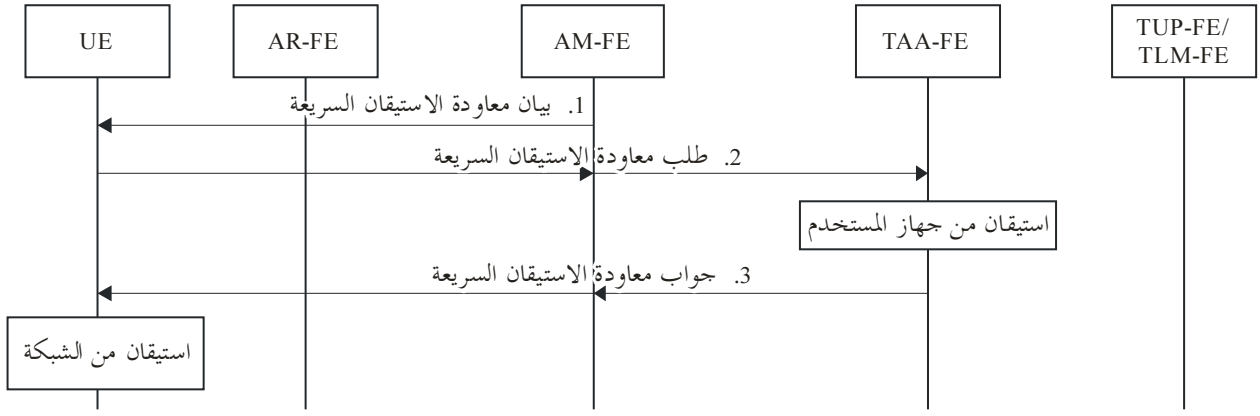 UE
AR-FE
AM-FE
TAA-FE
TUP-FE/
TLM-FE
1. بيان معاودة الاستيقان السريعة
2. طلب معاودة الاستيقان السريعة
استيقان من جهاز المستخدم
3. جواب معاودة الاستيقان السريعة
استيقان من الشبكة